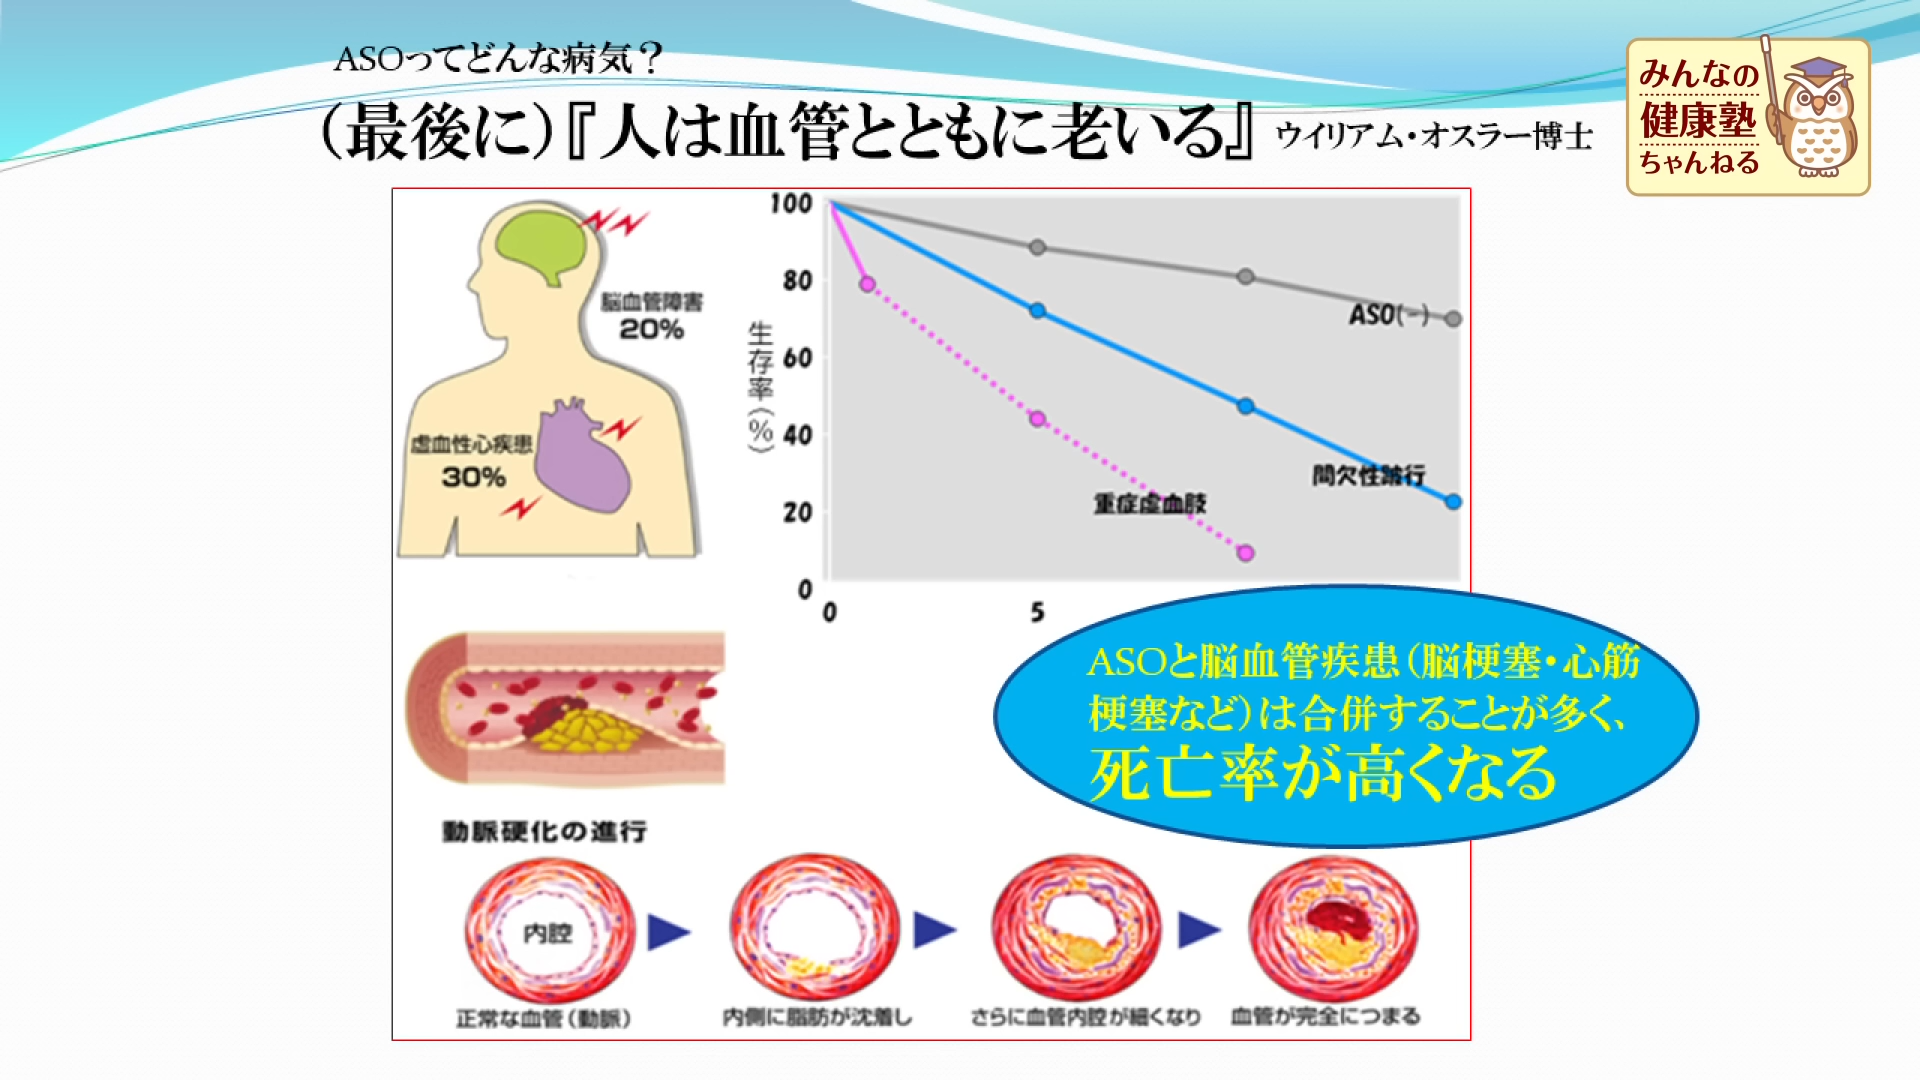 ASOってどんな病気？
（最後に）『人は血管とともに老いる』 ウイリアム・オスラー博士
みんなの
健康塾
ちゃんねる
脳血管障害
20%
虚血性心疾患
30%
生存率（%）
100
80
60
40
20
0
0
5
ASO(−)
間欠性跛行
重症虚血肢
ASOと脳血管疾患（脳梗塞・心筋
梗塞など）は合併することが多く、
死亡率が高くなる
動脈硬化の進行
内腔
正常な血管（動脈）
内側に脂肪が沈着し
さらに血管内腔が細くなり
血管が完全につまる